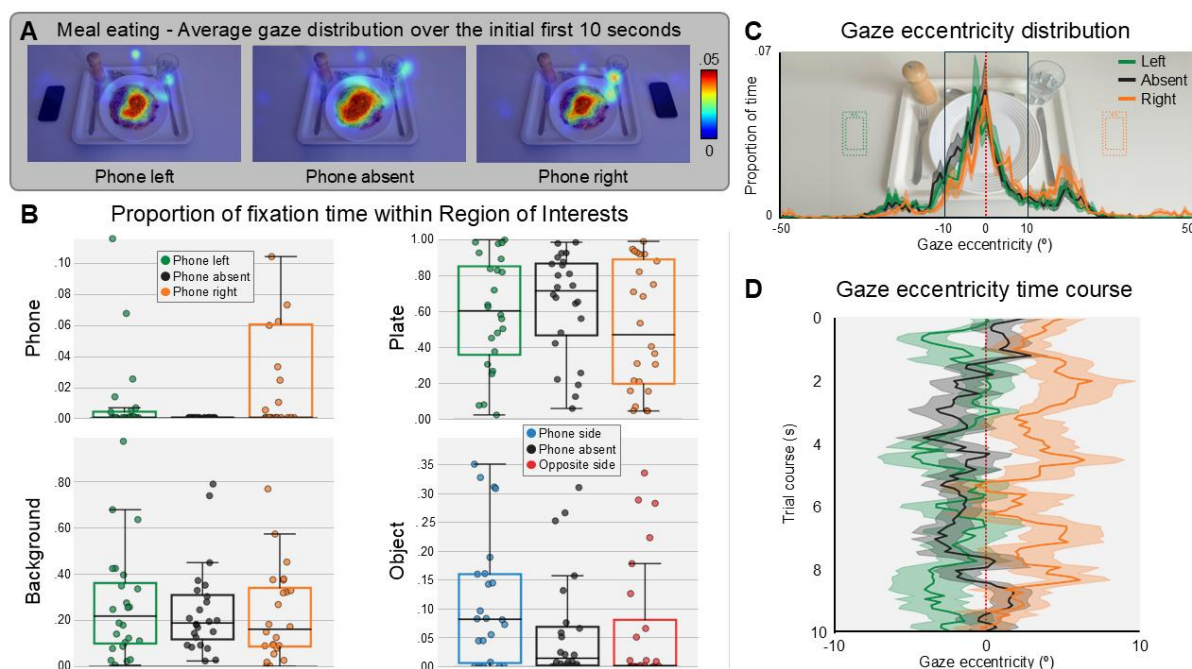 A Meal eating - Average gaze distribution over the initial first 10 seconds
.05
0
Phone left
Phone absent
Phone right
B Proportion of fixation time within Region of Interests
Phone
.10
.08
.06
.04
.02
.00
Phone left
Phone absent
Phone right
Plate
1.00
.80
.60
.40
.20
.00
Background
.80
.60
.40
.20
.00
Object
.35
.30
.25
.20
.15
.10
.05
.00
Phone side
Phone absent
Opposite side
C Gaze eccentricity distribution
Proportion of time
.07
0
Left
Absent
Right
-50
-10
0
10
50
Gaze eccentricity (º)
D Gaze eccentricity time course
Trial course (s)
0
2
4
6
8
10
-10
0
10
Gaze eccentricity (º)